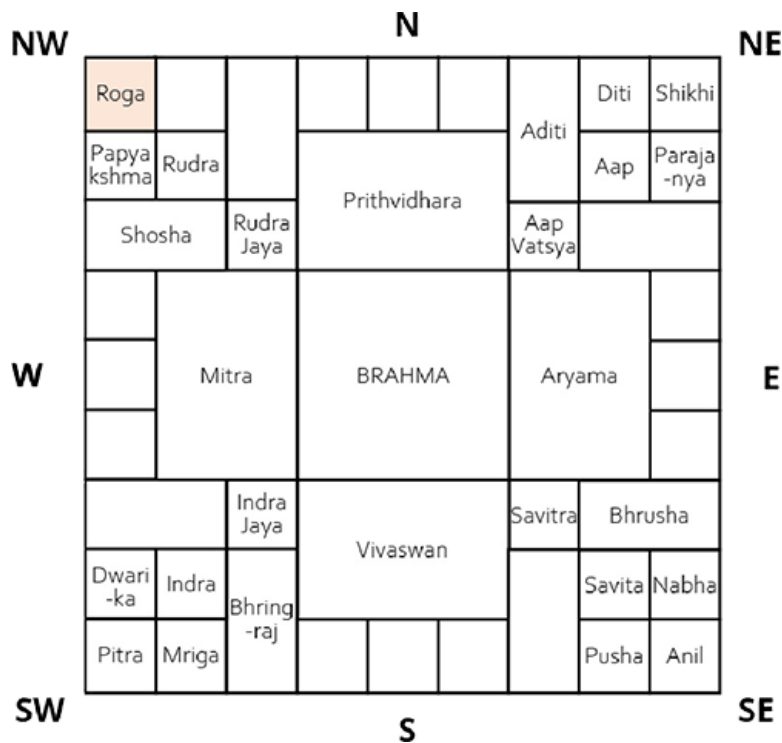 N
NW
NE
Roga
Diti
Shikhi
Aditi
Papya
kshma
Rudra
Aap
Paraja
-nya
Prithvidhara
Shosha
Rudra
Jaya
Aap
Vatsya
W
Mitra
BRAHMA
Aryama
E
Indra
Jaya
Savitra
Bhrusha
Vivaswan
Dwari
-ka
Indra
Bhring
-raj
Savita
Nabha
Pitra
Mriga
Pusha
Anil
SW
SE
S